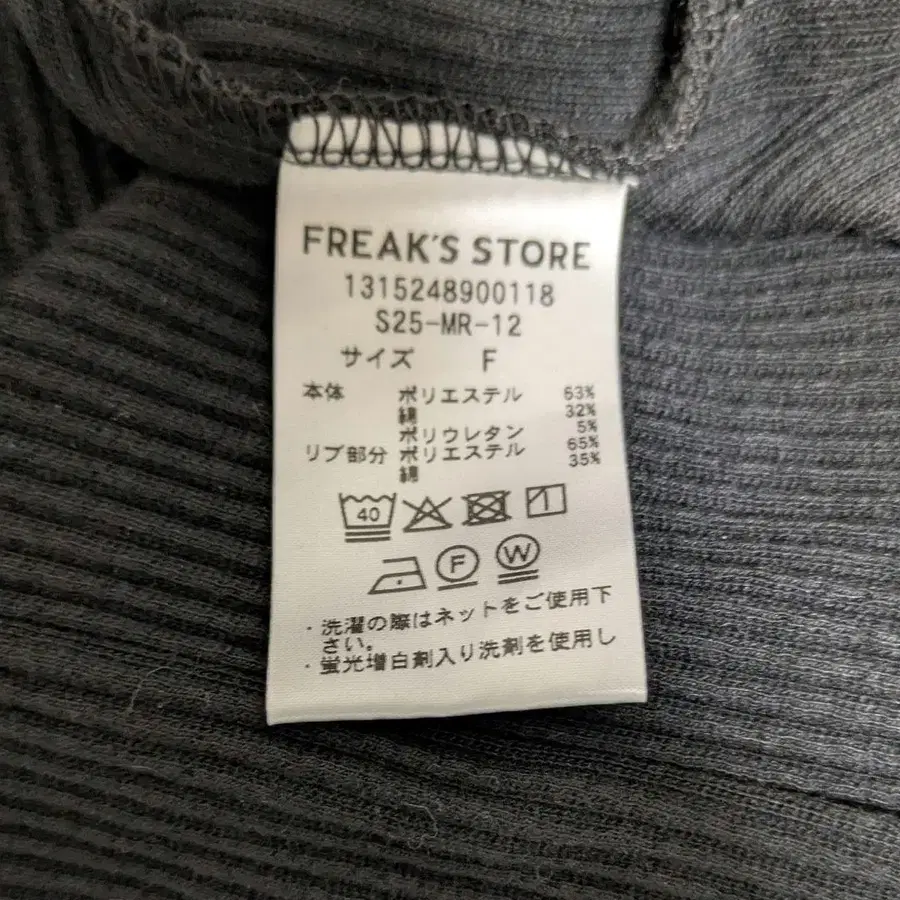 FREAK'S STORE
1315248900118
S25-MR-12
サイズ F
本体 ポリエステル 63%
綿 32%
ポリウレタン 5%
リブ部分 ポリエステル 65%
綿 35%
40
F W
・洗濯の際はネットをご使用下
さい。
・蛍光増白剤入り洗剤を使用し